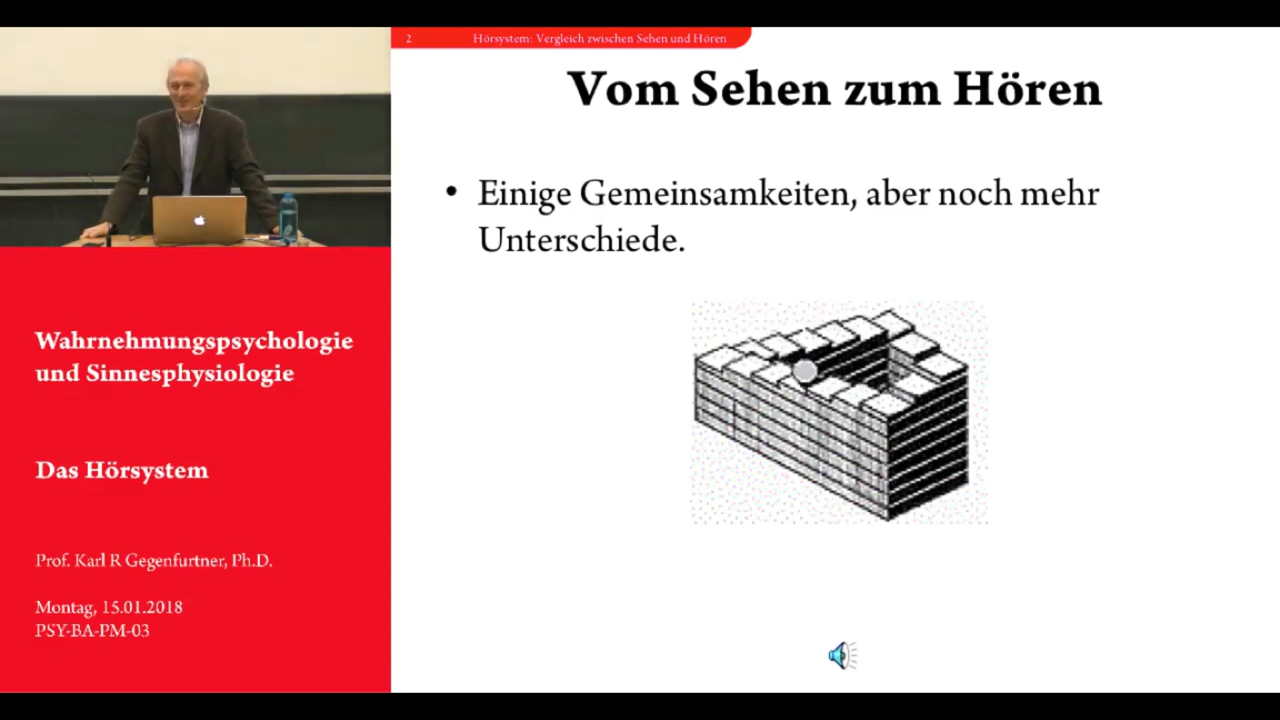 2 Hörsystem: Vergleich zwischen Sehen und Hören
Vom Sehen zum Hören
• Einige Gemeinsamkeiten, aber noch mehr
Unterschiede.
Wahrnehmungspsychologie
und Sinnesphysiologie
Das Hörsystem
Prof. Karl R Gegenfurtner, Ph.D.
Montag, 15.01.2018
PSY-BA-PM-03